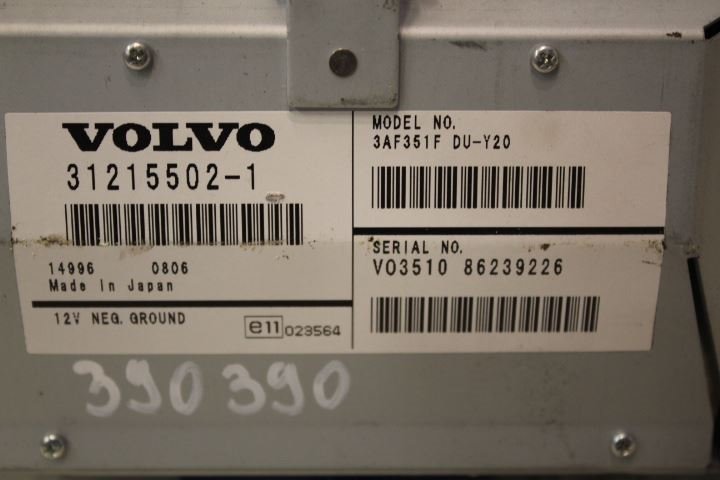 VOLVO
31215502-1
14996 0806
Made in Japan
12V NEG. GROUND
e11 023564
MODEL NO.
3AF351F DU-Y20
SERIAL NO.
VO3510 86239226
390390